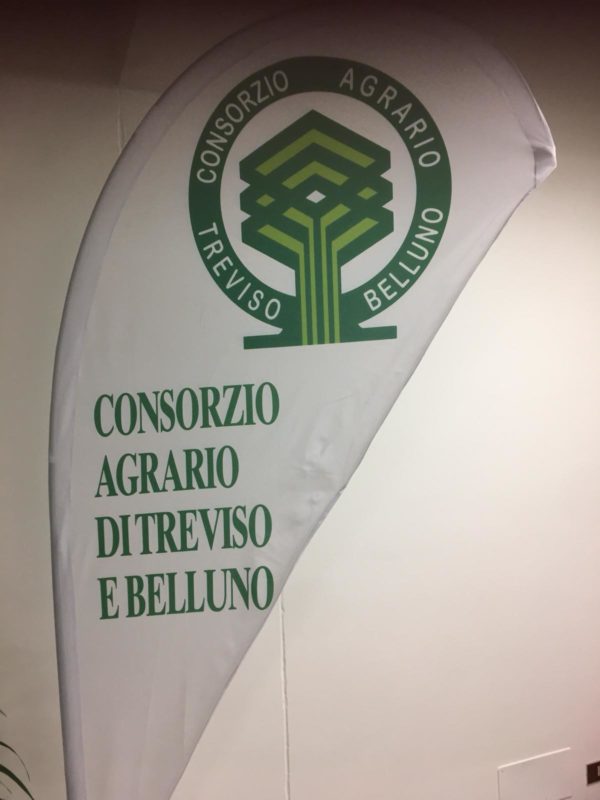 CONSORZIO AGRARIO
TREVISO BELLUNO
CONSORZIO
AGRARIO
DI TREVISO
E BELLUNO